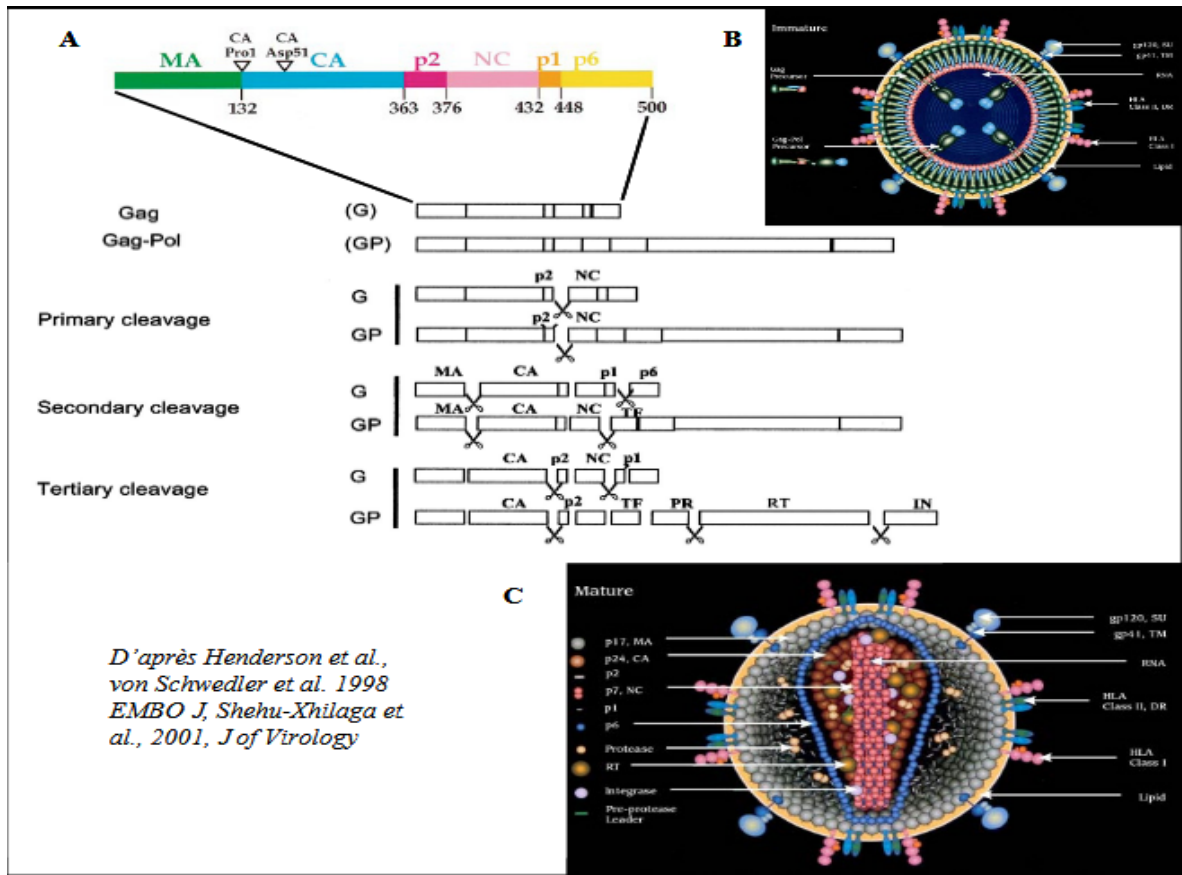 A
CA
Pro1
CA
Asp51
MA
CA
p2
NC
p1
p6
132
363
376
432
448
500
Gag
(G)
Gag-Pol
(GP)
Primary cleavage
G
p2
NC
GP
p2
NC
Secondary cleavage
G
MA
CA
p1
p6
GP
MA
CA
NC
TF
Tertiary cleavage
G
CA
p2
NC
p1
GP
CA
p2
TF
PR
RT
IN
B
Immature
gp120, SU
gp41, TM
Gag
Precursor
RNA
HLA
Class II, DR
Gag-Pol
Precursor
HLA
Class I
Lipid
C
Mature
p17, MA
p24, CA
p2
p7, NC
p1
p6
Protease
RT
Integrase
Pre-protease
Leader
gp120, SU
gp41, TM
RNA
HLA
Class II, DR
HLA
Class I
Lipid
D'après Henderson et al.,
von Schwedler et al. 1998
EMBO J, Shehu-Xhilaga et
al., 2001, J of Virology